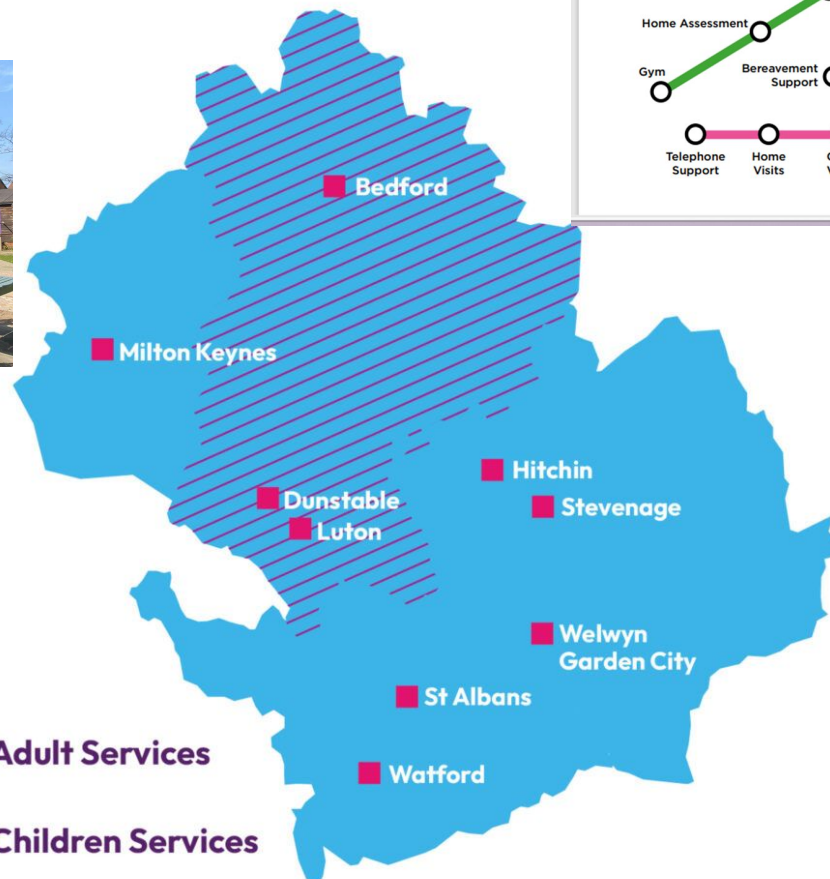 Home Assessment
Gym
Bereavement
Support
Telephone
Support
Home
Visits
Bedford
Milton Keynes
Hitchin
Dunstable
Stevenage
Luton
Welwyn
Garden City
St Albans
Adult Services
Watford
Children Services